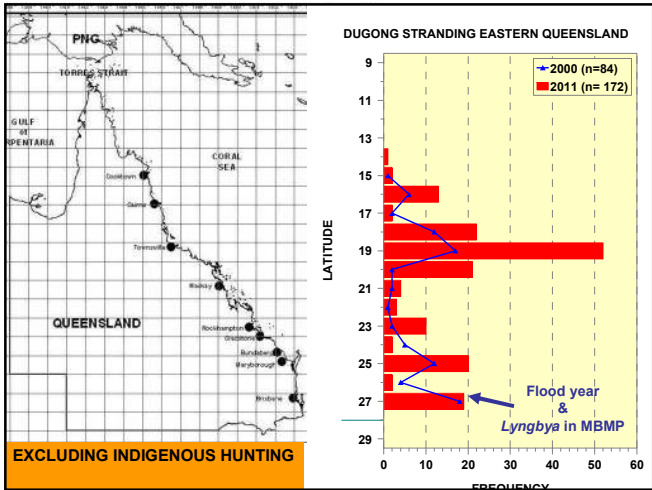 PNG
TORRES STRAIT
GULF
of
RPENTARIA
CORAL
SEA
Cooktown
Cairns
Townsville
Mackay
QUEENSLAND
Rockhampton
Gladstone
Bundaberg
Maryborough
Brisbane
EXCLUDING INDIGENOUS HUNTING
DUGONG STRANDING EASTERN QUEENSLAND
2000 (n=84)
2011 (n= 172)
LATITUDE
9
11
13
15
17
19
21
23
25
27
29
Flood year
&
Lyngbya in MBMP
0 10 20 30 40 50 60
FREQUENCY